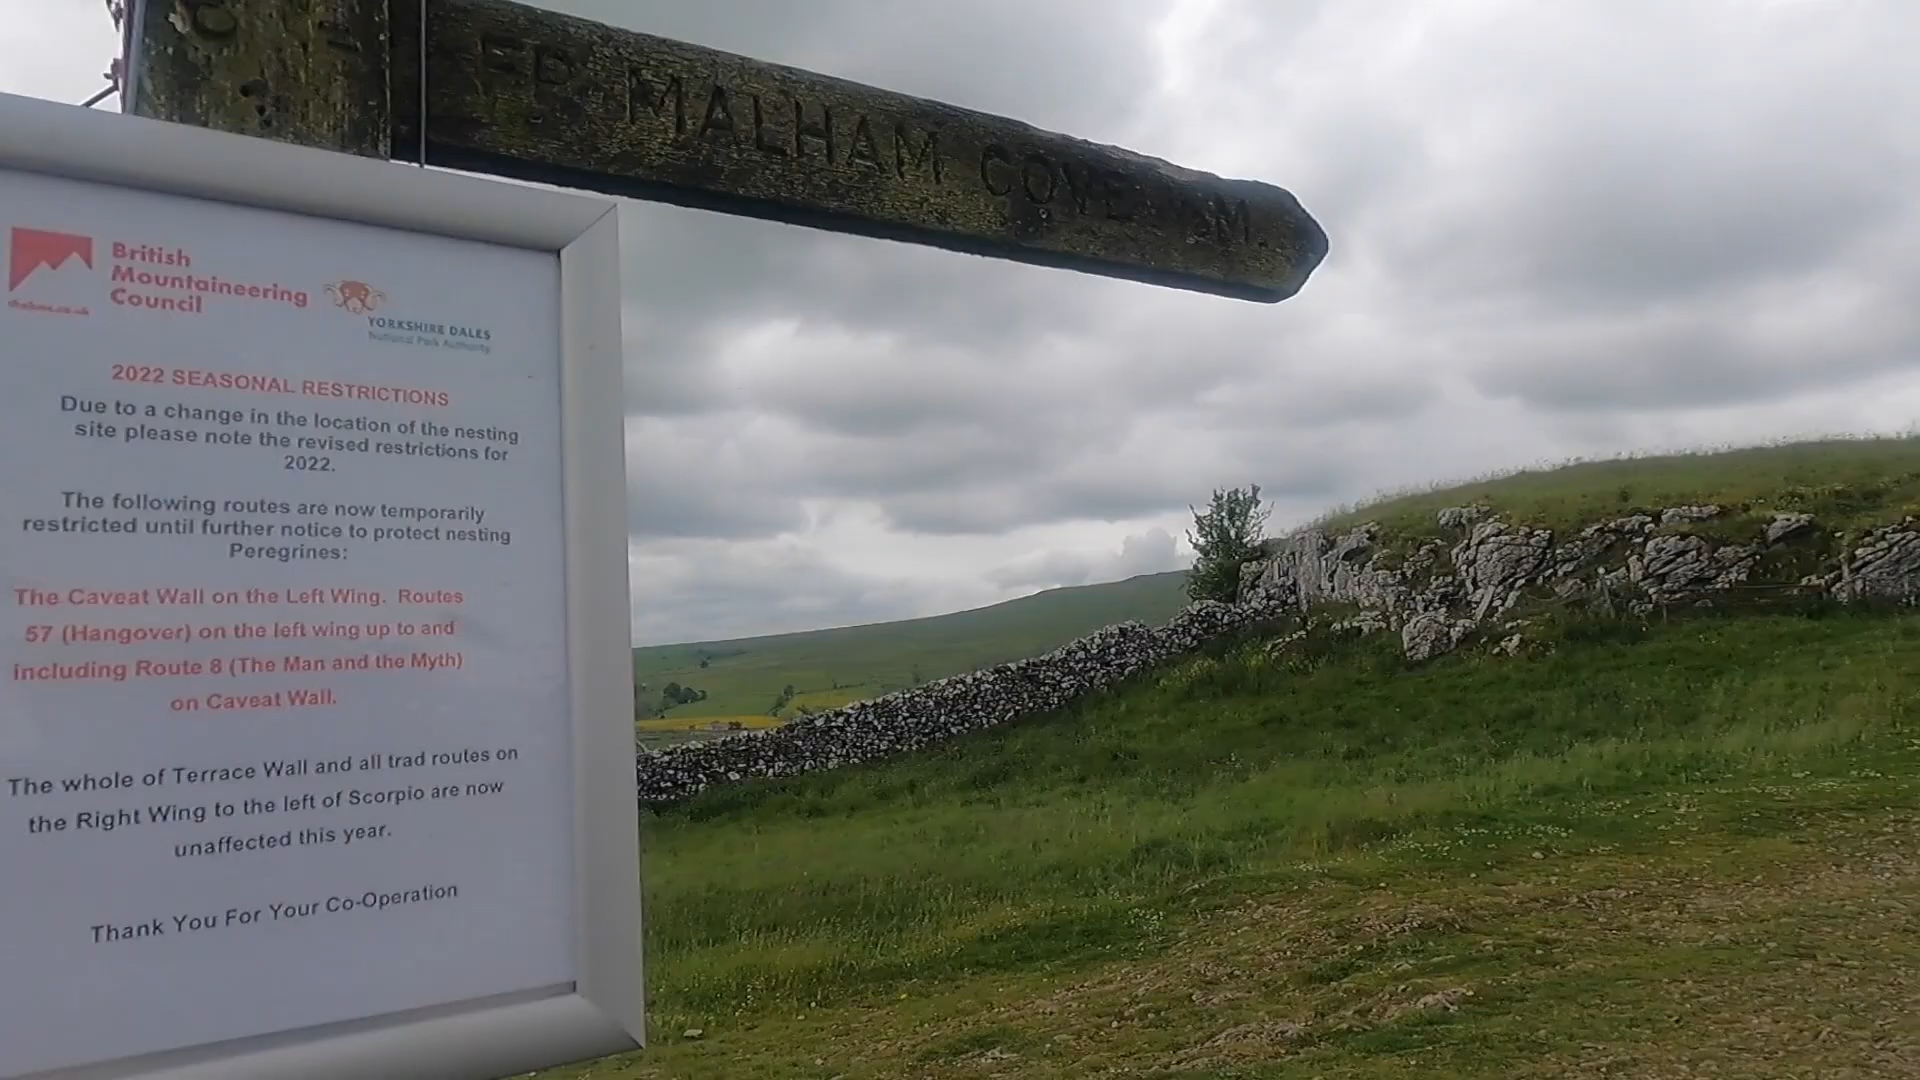 FP MALHAM COVE
British
Mountaineering
Council
YORKSHIRE DALES
National Park Authority
2022 SEASONAL RESTRICTIONS
Due to a change in the location of the nesting
site please note the revised restrictions for
2022.
The following routes are now temporarily
restricted until further notice to protect nesting
Peregrines:
The Caveat Wall on the Left Wing. Routes
57 (Hangover) on the left wing up to and
including Route 8 (The Man and the Myth)
on Caveat Wall.
The whole of Terrace Wall and all trad routes on
the Right Wing to the left of Scorpio are now
unaffected this year.
Thank You For Your Co-Operation